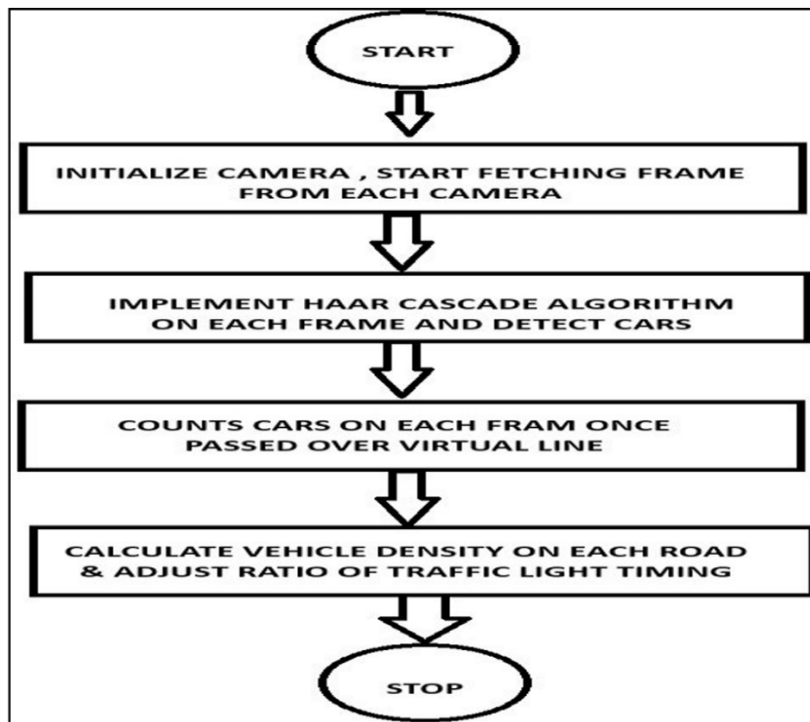 START
INITIALIZE CAMERA , START FETCHING FRAME
FROM EACH CAMERA
IMPLEMENT HAAR CASCADE ALGORITHM
ON EACH FRAME AND DETECT CARS
COUNTS CARS ON EACH FRAM ONCE
PASSED OVER VIRTUAL LINE
CALCULATE VEHICLE DENSITY ON EACH ROAD
& ADJUST RATIO OF TRAFFIC LIGHT TIMING
STOP